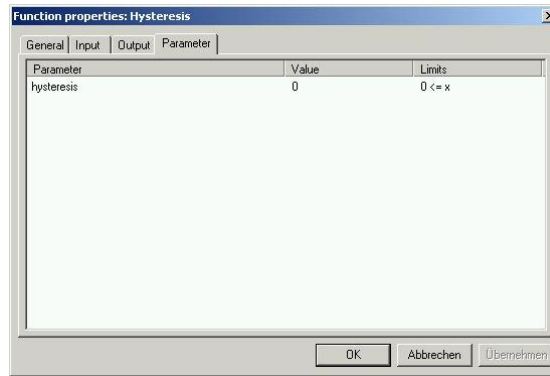 Function properties: Hysteresis
General Input Output Parameter
Parameter Value Limits
hysteresis 0 0 <= x
OK Abbrechen Übernehmen